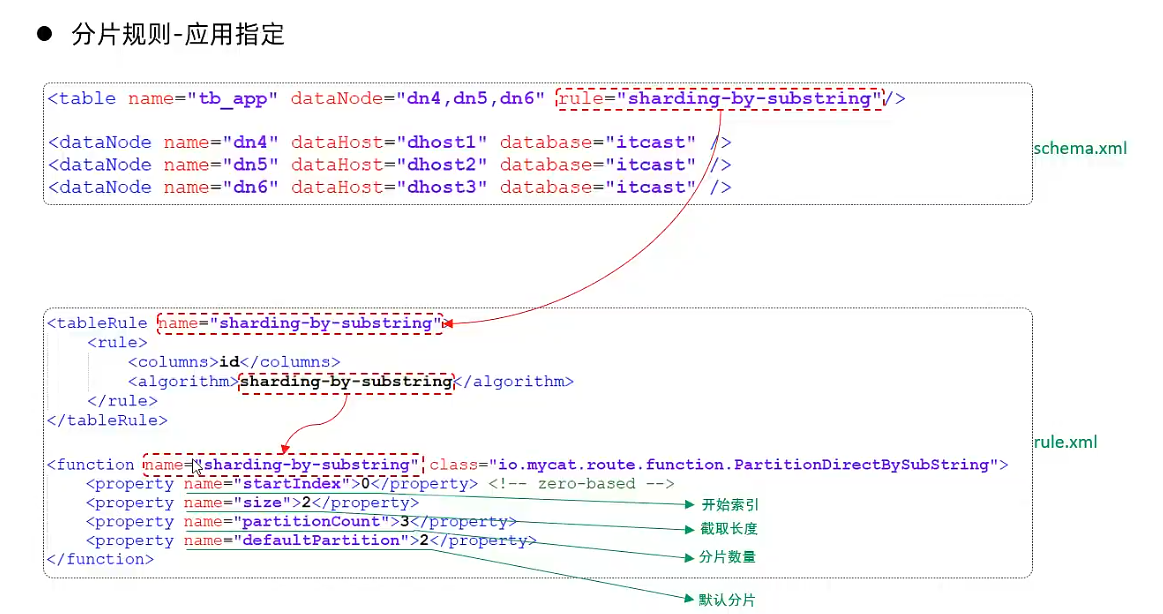 ● 分片规则-应用指定
<table name="tb_app" dataNode="dn4,dn5,dn6" rule="sharding-by-substring"/>
<dataNode name="dn4" dataHost="dhost1" database="itcast" />
<dataNode name="dn5" dataHost="dhost2" database="itcast" />
<dataNode name="dn6" dataHost="dhost3" database="itcast" />
schema.xml
<tableRule name="sharding-by-substring">
<rule>
<columns>id</columns>
<algorithm>sharding-by-substring</algorithm>
</rule>
</tableRule>
<function name="sharding-by-substring" class="io.mycat.route.function.PartitionDirectBySubString">
<property name="startIndex">0</property> <!-- zero-based -->
<property name="size">2</property>
<property name="partitionCount">3</property>
<property name="defaultPartition">2</property>
</function>
rule.xml
开始索引
截取长度
分片数量
默认分片